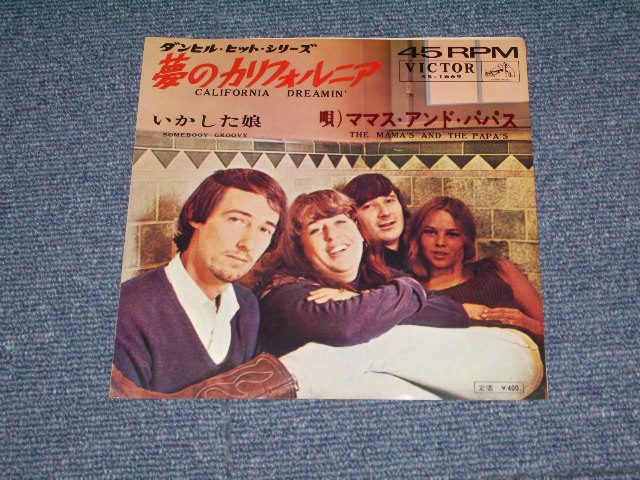 ダンヒル・ヒット・シリーズ
夢のカリフォルニア
CALIFORNIA DREAMIN'
45 RPM
VICTOR
SS-1669
いかした娘
SOMEBODY GROOVY
唄)ママス・アンド・パパス
THE MAMA'S AND THE PAPA'S
定価 ¥400